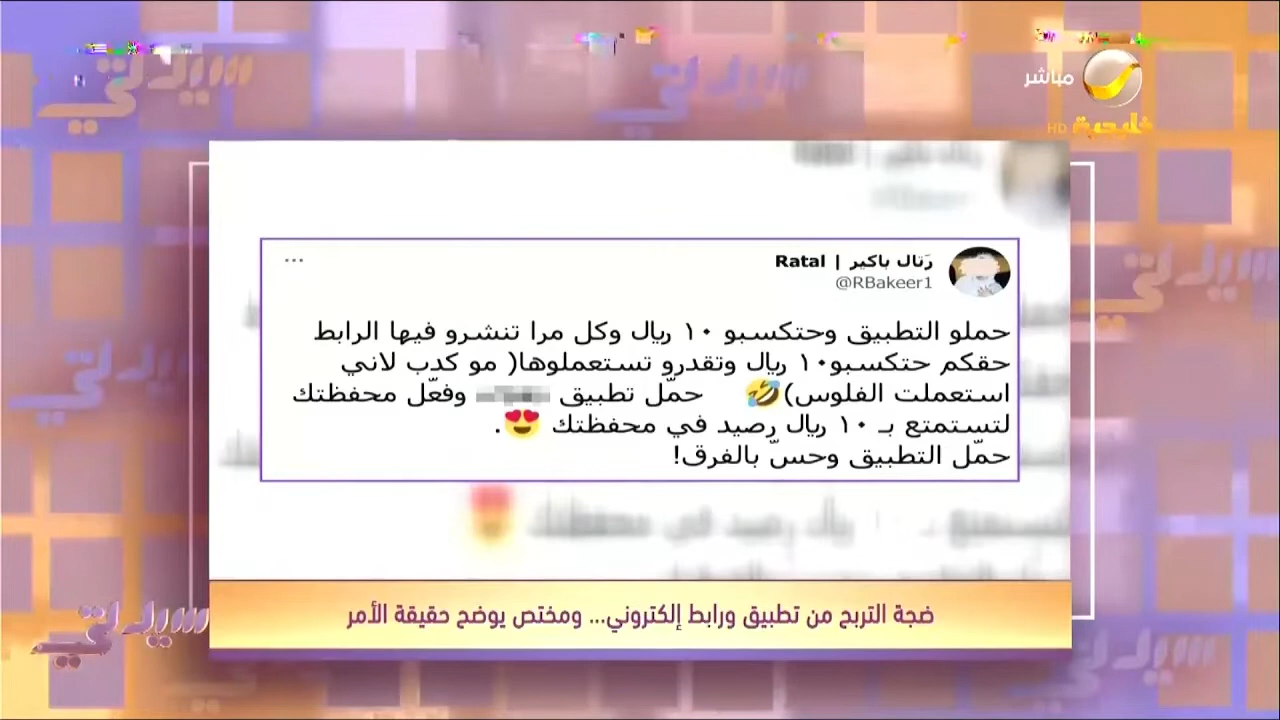 مباشر
خليجية HD
سيدتي
رَتال باكير | Ratal
@RBakeer1
حملو التطبيق وحتكسبو ١٠ ريال وكل مرا تنشرو فيها الرابط
حقكم حتكسبو١٠ ريال وتقدرو تستعملوها( مو كدب لاني
استعملت الفلوس)🤣 حمّل تطبيق وفعّل محفظتك
لتستمتع بـ ١٠ ريال رصيد في محفظتك 😍.
حمّل التطبيق وحسّ بالفرق!
ضجة التربح من تطبيق ورابط إلكتروني... ومختص يوضح حقيقة الأمر
سيدتي